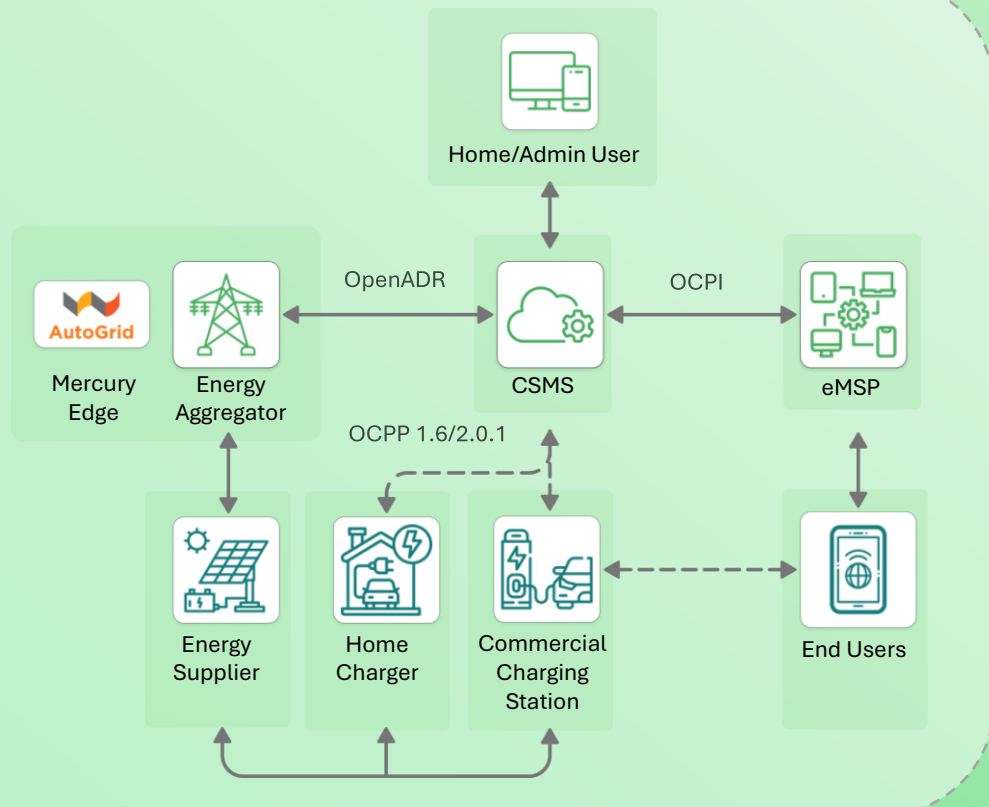 Home/Admin User
OpenADR
OCPI
AutoGrid
Mercury
Edge
Energy
Aggregator
CSMS
eMSP
OCPP 1.6/2.0.1
Energy
Supplier
Home
Charger
Commercial
Charging
Station
End Users